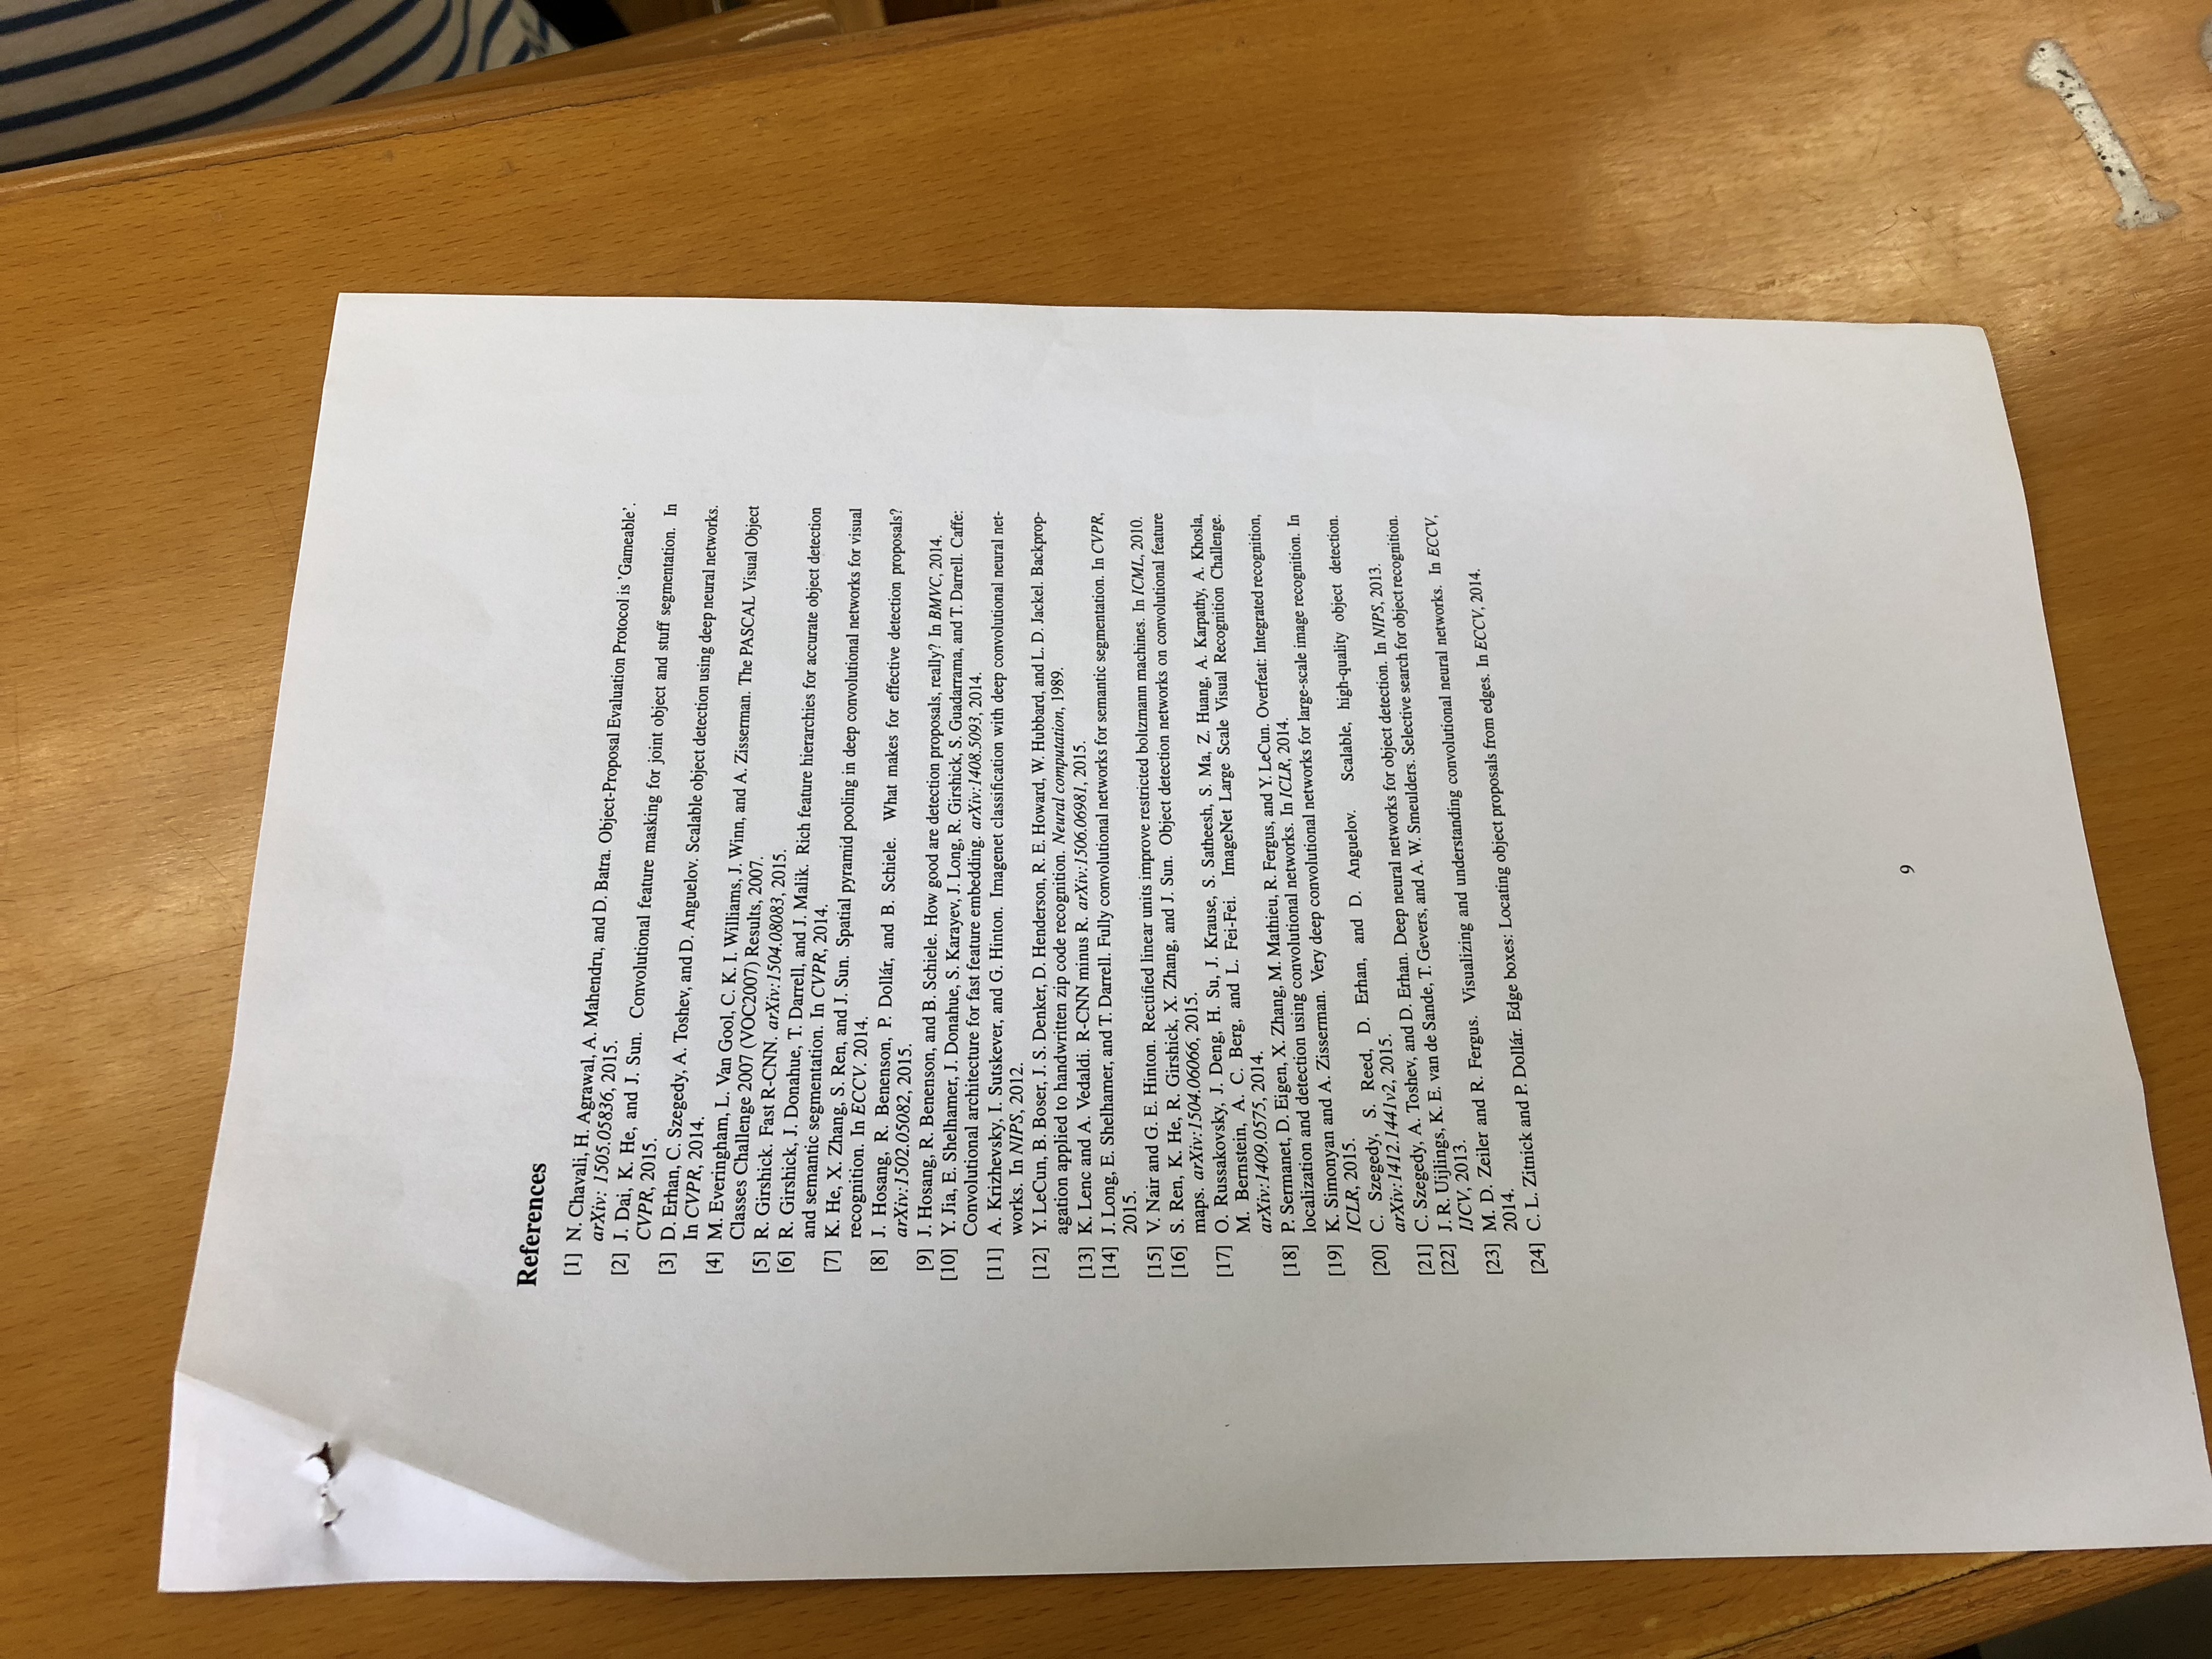 References
[1] N. Chavali, H. Agrawal, A. Mahendru, and D. Batra. Object-Proposal Evaluation Protocol is 'Gameable'.
arXiv: 1505.05836, 2015.
[2] J. Dai, K. He, and J. Sun. Convolutional feature masking for joint object and stuff segmentation. In
CVPR, 2015.
[3] D. Erhan, C. Szegedy, A. Toshev, and D. Anguelov. Scalable object detection using deep neural networks.
In CVPR, 2014.
[4] M. Everingham, L. Van Gool, C. K. I. Williams, J. Winn, and A. Zisserman. The PASCAL Visual Object
Classes Challenge 2007 (VOC2007) Results, 2007.
[5] R. Girshick. Fast R-CNN. arXiv:1504.08083, 2015.
[6] R. Girshick, J. Donahue, T. Darrell, and J. Malik. Rich feature hierarchies for accurate object detection
and semantic segmentation. In CVPR, 2014.
[7] K. He, X. Zhang, S. Ren, and J. Sun. Spatial pyramid pooling in deep convolutional networks for visual
recognition. In ECCV. 2014.
[8] J. Hosang, R. Benenson, P. Dollár, and B. Schiele. What makes for effective detection proposals?
arXiv:1502.05082, 2015.
[9] J. Hosang, R. Benenson, and B. Schiele. How good are detection proposals, really? In BMVC, 2014.
[10] Y. Jia, E. Shelhamer, J. Donahue, S. Karayev, J. Long, R. Girshick, S. Guadarrama, and T. Darrell. Caffe:
Convolutional architecture for fast feature embedding. arXiv:1408.5093, 2014.
[11] A. Krizhevsky, I. Sutskever, and G. Hinton. Imagenet classification with deep convolutional neural net-
works. In NIPS, 2012.
[12] Y. LeCun, B. Boser, J. S. Denker, D. Henderson, R. E. Howard, W. Hubbard, and L. D. Jackel. Backprop-
agation applied to handwritten zip code recognition. Neural computation, 1989.
[13] K. Lenc and A. Vedaldi. R-CNN minus R. arXiv:1506.06981, 2015.
[14] J. Long, E. Shelhamer, and T. Darrell. Fully convolutional networks for semantic segmentation. In CVPR,
2015.
[15] V. Nair and G. E. Hinton. Rectified linear units improve restricted boltzmann machines. In ICML, 2010.
[16] S. Ren, K. He, R. Girshick, X. Zhang, and J. Sun. Object detection networks on convolutional feature
maps. arXiv:1504.06066, 2015.
[17] O. Russakovsky, J. Deng, H. Su, J. Krause, S. Satheesh, S. Ma, Z. Huang, A. Karpathy, A. Khosla,
M. Bernstein, A. C. Berg, and L. Fei-Fei. ImageNet Large Scale Visual Recognition Challenge.
arXiv:1409.0575, 2014.
[18] P. Sermanet, D. Eigen, X. Zhang, M. Mathieu, R. Fergus, and Y. LeCun. Overfeat: Integrated recognition,
localization and detection using convolutional networks. In ICLR, 2014.
[19] K. Simonyan and A. Zisserman. Very deep convolutional networks for large-scale image recognition. In
ICLR, 2015.
[20] C. Szegedy, S. Reed, D. Erhan, and D. Anguelov. Scalable, high-quality object detection.
arXiv:1412.1441v2, 2015.
[21] C. Szegedy, A. Toshev, and D. Erhan. Deep neural networks for object detection. In NIPS, 2013.
[22] J. R. Uijlings, K. E. van de Sande, T. Gevers, and A. W. Smeulders. Selective search for object recognition.
IJCV, 2013.
[23] M. D. Zeiler and R. Fergus. Visualizing and understanding convolutional neural networks. In ECCV,
2014.
[24] C. L. Zitnick and P. Dollár. Edge boxes: Locating object proposals from edges. In ECCV, 2014.
9